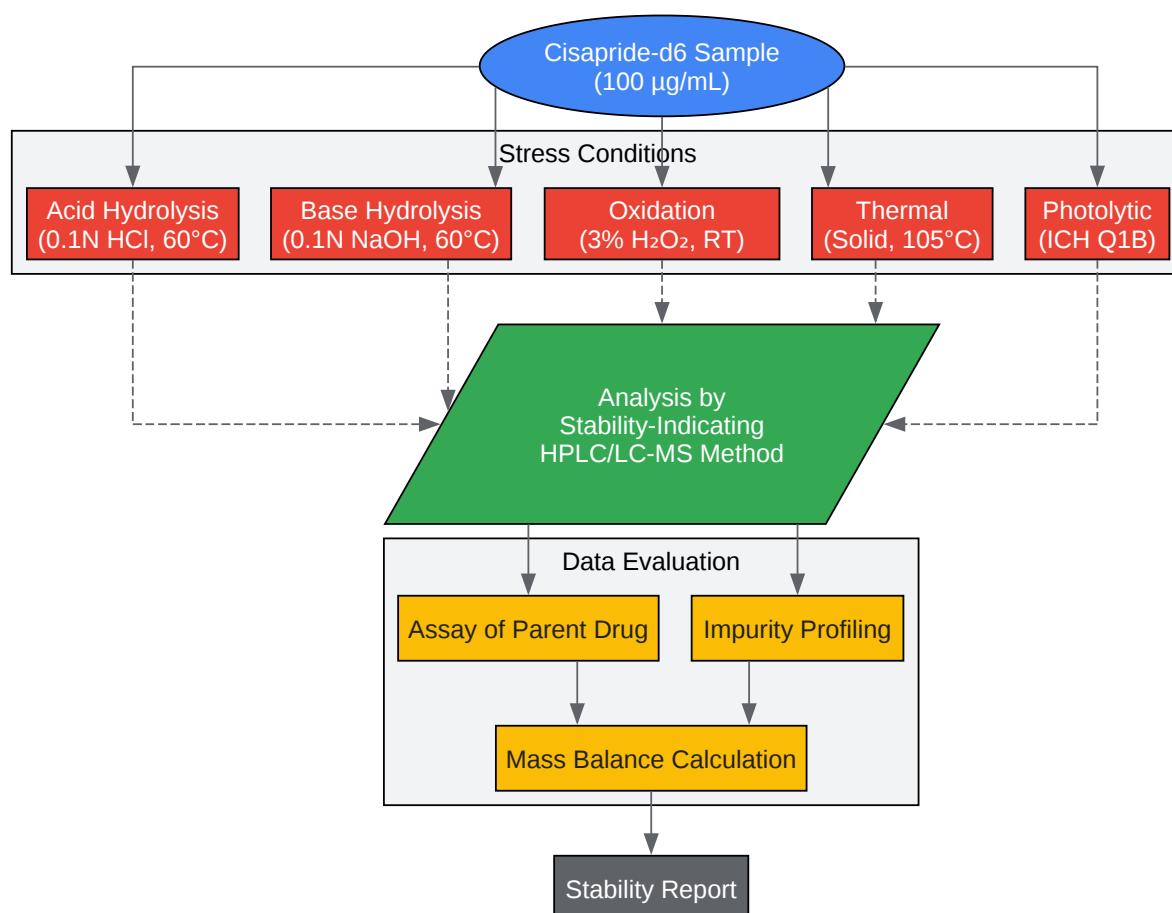 Cisapride-d6 Sample
(100 µg/mL)
Stress Conditions
Acid Hydrolysis
(0.1N HCl, 60°C)
Base Hydrolysis
(0.1N NaOH, 60°C)
Oxidation
(3% H₂O₂, RT)
Thermal
(Solid, 105°C)
Photolytic
(ICH Q1B)
Analysis by
Stability-Indicating
HPLC/LC-MS Method
Data Evaluation
Assay of Parent Drug
Impurity Profiling
Mass Balance Calculation
Stability Report